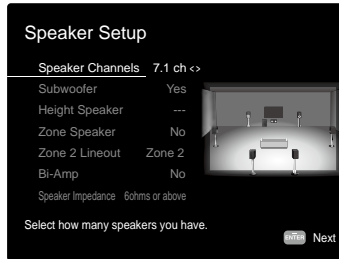 Speaker Setup
Speaker Channels 7.1 ch <>
Subwoofer Yes
Height Speaker ---
Zone Speaker No
Zone 2 Lineout Zone 2
Bi-Amp No
Speaker Impedance 6ohms or above
Select how many speakers you have.
ENTER Next